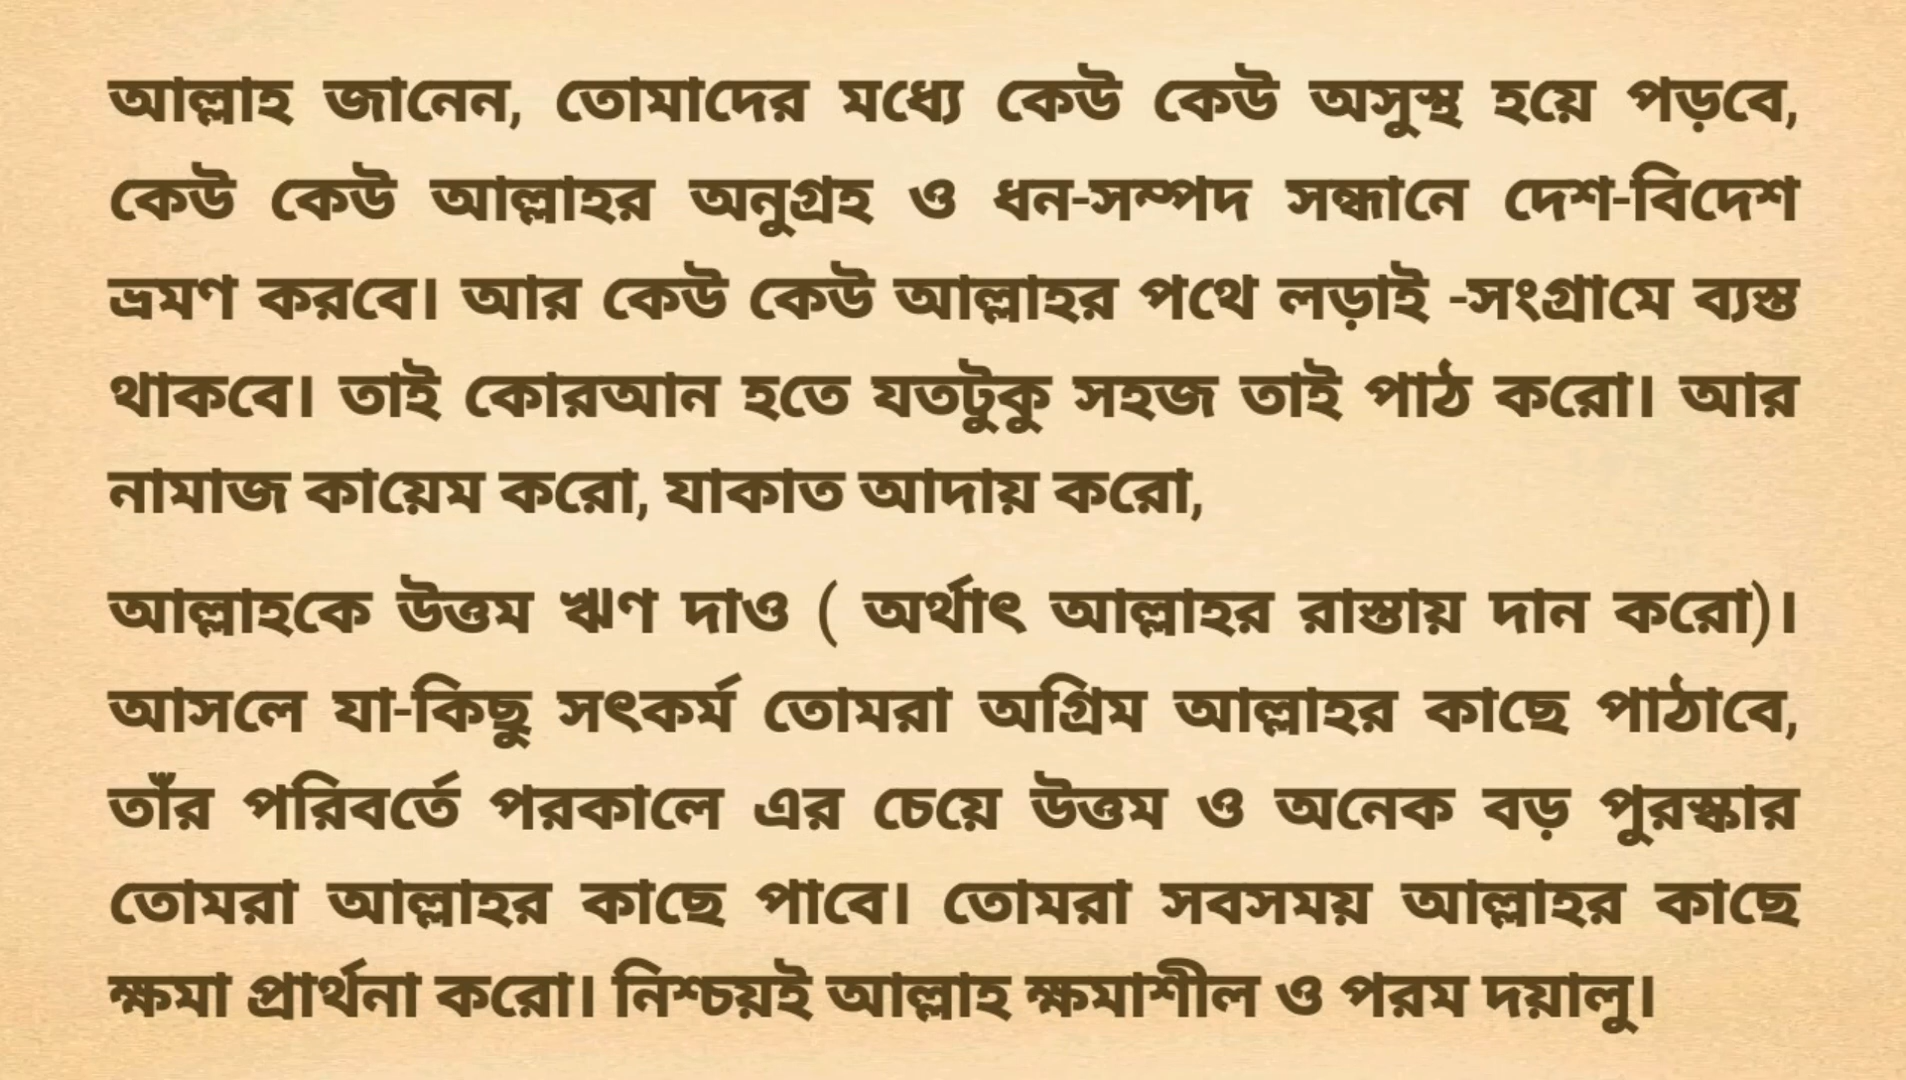 আল্লাহ জানেন, তোমাদের মধ্যে কেউ কেউ অসুস্থ হয়ে পড়বে,
কেউ কেউ আল্লাহর অনুগ্রহ ও ধন-সম্পদ সন্ধানে দেশ-বিদেশ
ভ্রমণ করবে। আর কেউ কেউ আল্লাহর পথে লড়াই -সংগ্রামে ব্যস্ত
থাকবে। তাই কোরআন হতে যতটুকু সহজ তাই পাঠ করো। আর
নামাজ কায়েম করো, যাকাত আদায় করো,
আল্লাহকে উত্তম ঋণ দাও ( অর্থাৎ আল্লাহর রাস্তায় দান করো)।
আসলে যা-কিছু সৎকর্ম তোমরা অগ্রিম আল্লাহর কাছে পাঠাবে,
তাঁর পরিবর্তে পরকালে এর চেয়ে উত্তম ও অনেক বড় পুরস্কার
তোমরা আল্লাহর কাছে পাবে। তোমরা সবসময় আল্লাহর কাছে
ক্ষমা প্রার্থনা করো। নিশ্চয়ই আল্লাহ ক্ষমাশীল ও পরম দয়ালু।